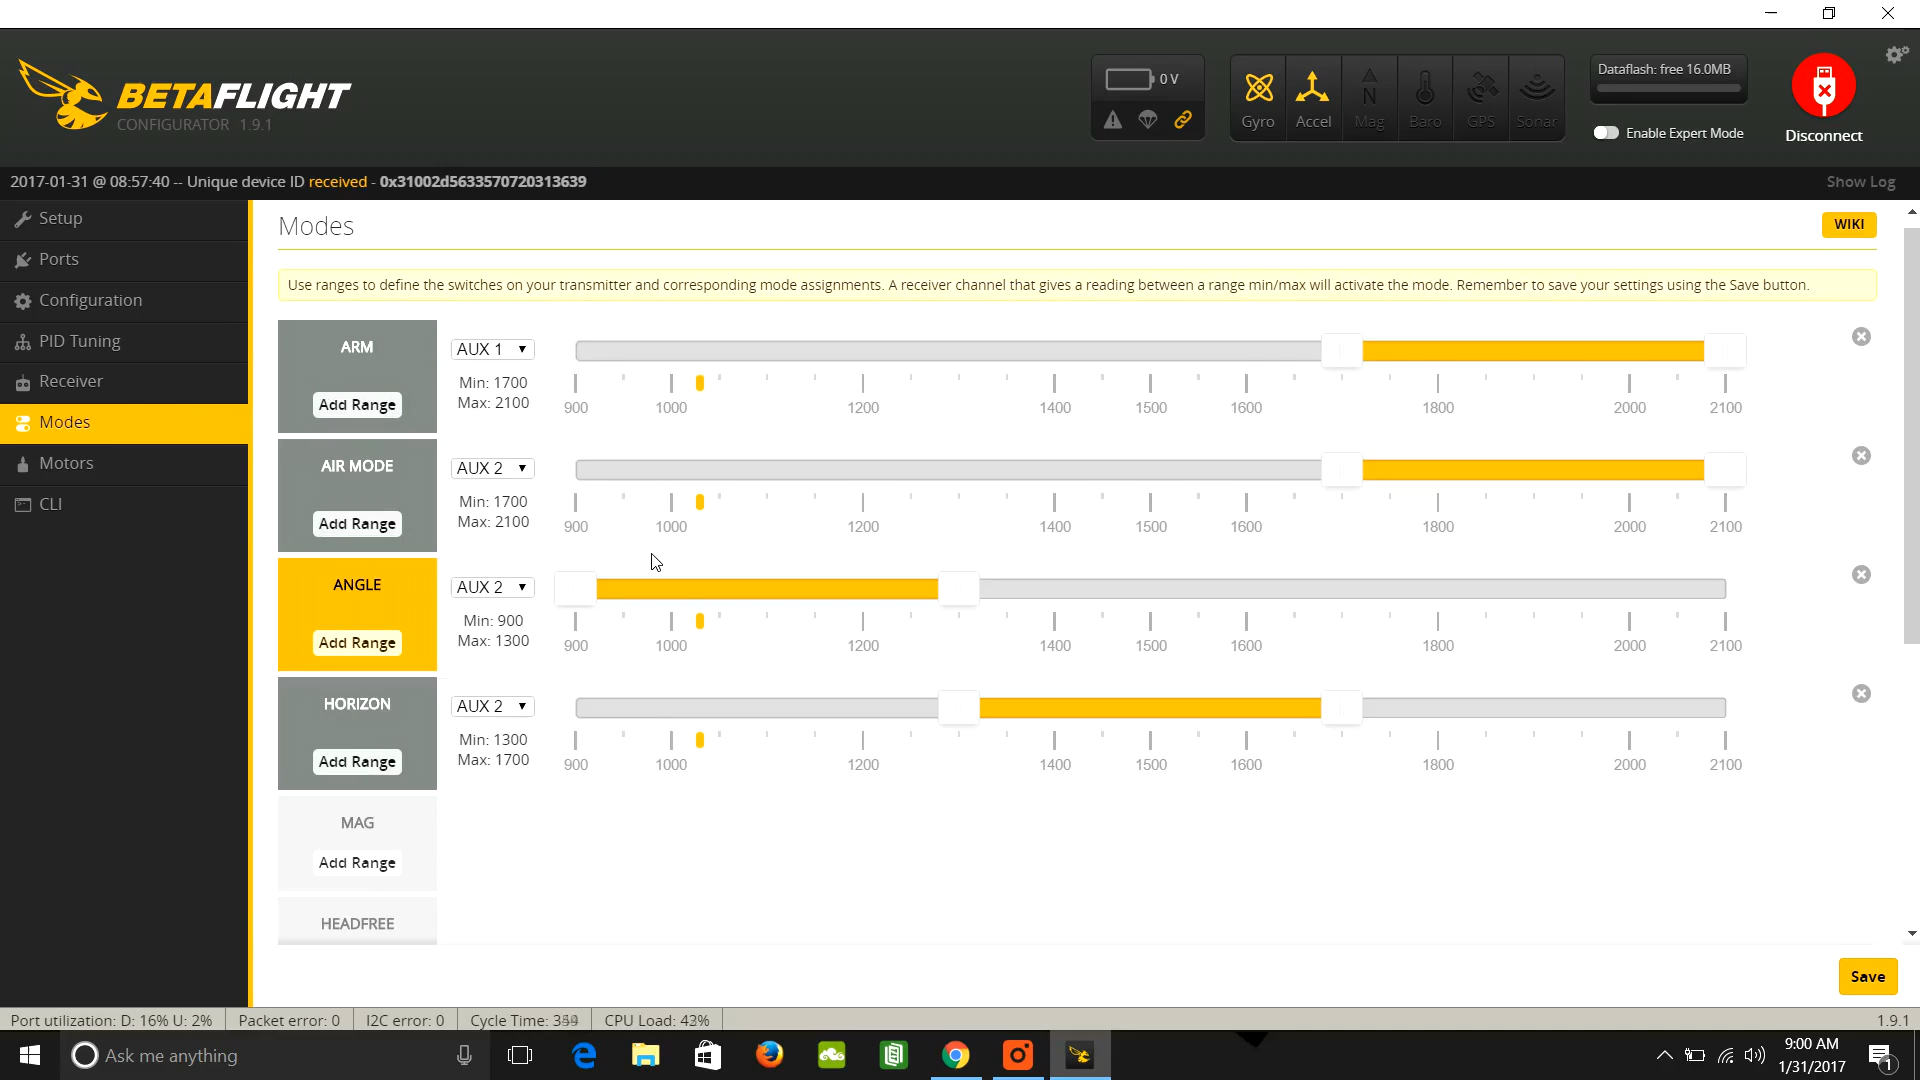 BETAFLIGHT
CONFIGURATOR 1.9.1
0 V
Gyro
Accel
N
Mag
Baro
GPS
Sonar
Dataflash: free 16.0MB
Enable Expert Mode
Disconnect
2017-01-31 @ 08:57:40 -- Unique device ID received - 0x31002d5633570720313639
Show Log
Setup
Ports
Configuration
PID Tuning
Receiver
Modes
Motors
CLI
Modes
WIKI
Use ranges to define the switches on your transmitter and corresponding mode assignments. A receiver channel that gives a reading between a range min/max will activate the mode. Remember to save your settings using the Save button.
ARM
Add Range
AUX 1
Min: 1700
Max: 2100
900 1000 1200 1400 1500 1600 1800 2000 2100
AIR MODE
Add Range
AUX 2
Min: 1700
Max: 2100
900 1000 1200 1400 1500 1600 1800 2000 2100
ANGLE
Add Range
AUX 2
Min: 900
Max: 1300
900 1000 1200 1400 1500 1600 1800 2000 2100
HORIZON
Add Range
AUX 2
Min: 1300
Max: 1700
900 1000 1200 1400 1500 1600 1800 2000 2100
MAG
Add Range
HEADFREE
Save
Port utilization: D: 16% U: 2%
Packet error: 0
I2C error: 0
Cycle Time:
CPU Load:
1.9.1
Ask me anything
9:00 AM
1/31/2017
1